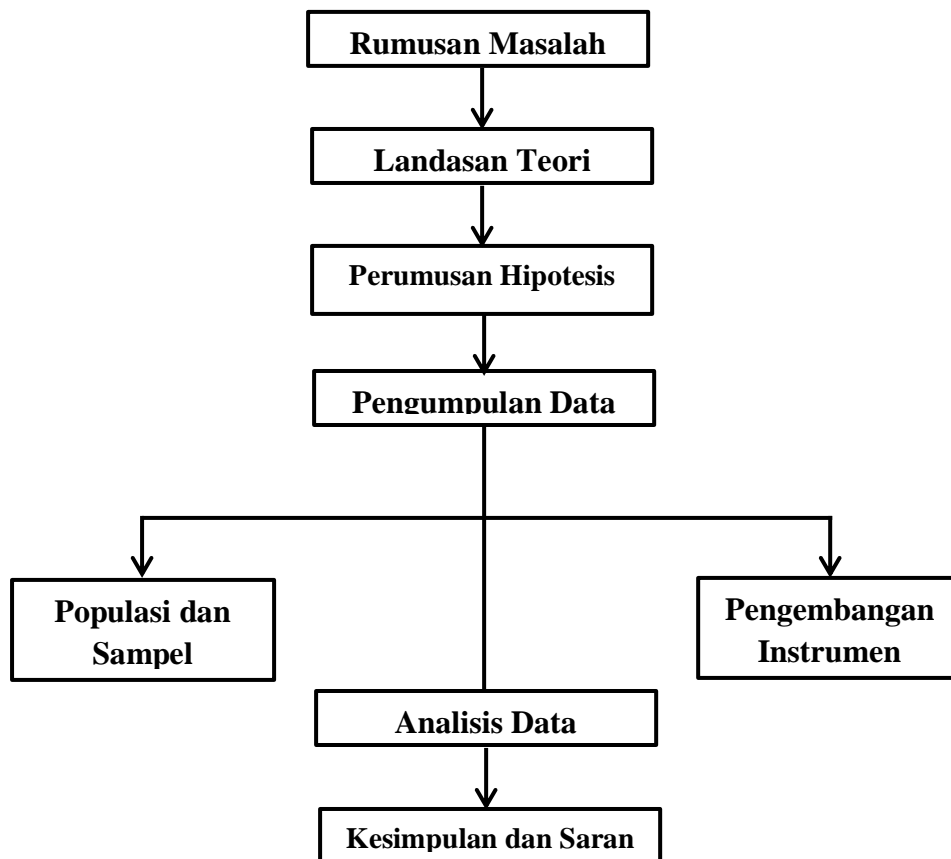 Rumusan Masalah
Landasan Teori
Perumusan Hipotesis
Pengumpulan Data
Populasi dan
Sampel
Pengembangan
Instrumen
Analisis Data
Kesimpulan dan Saran